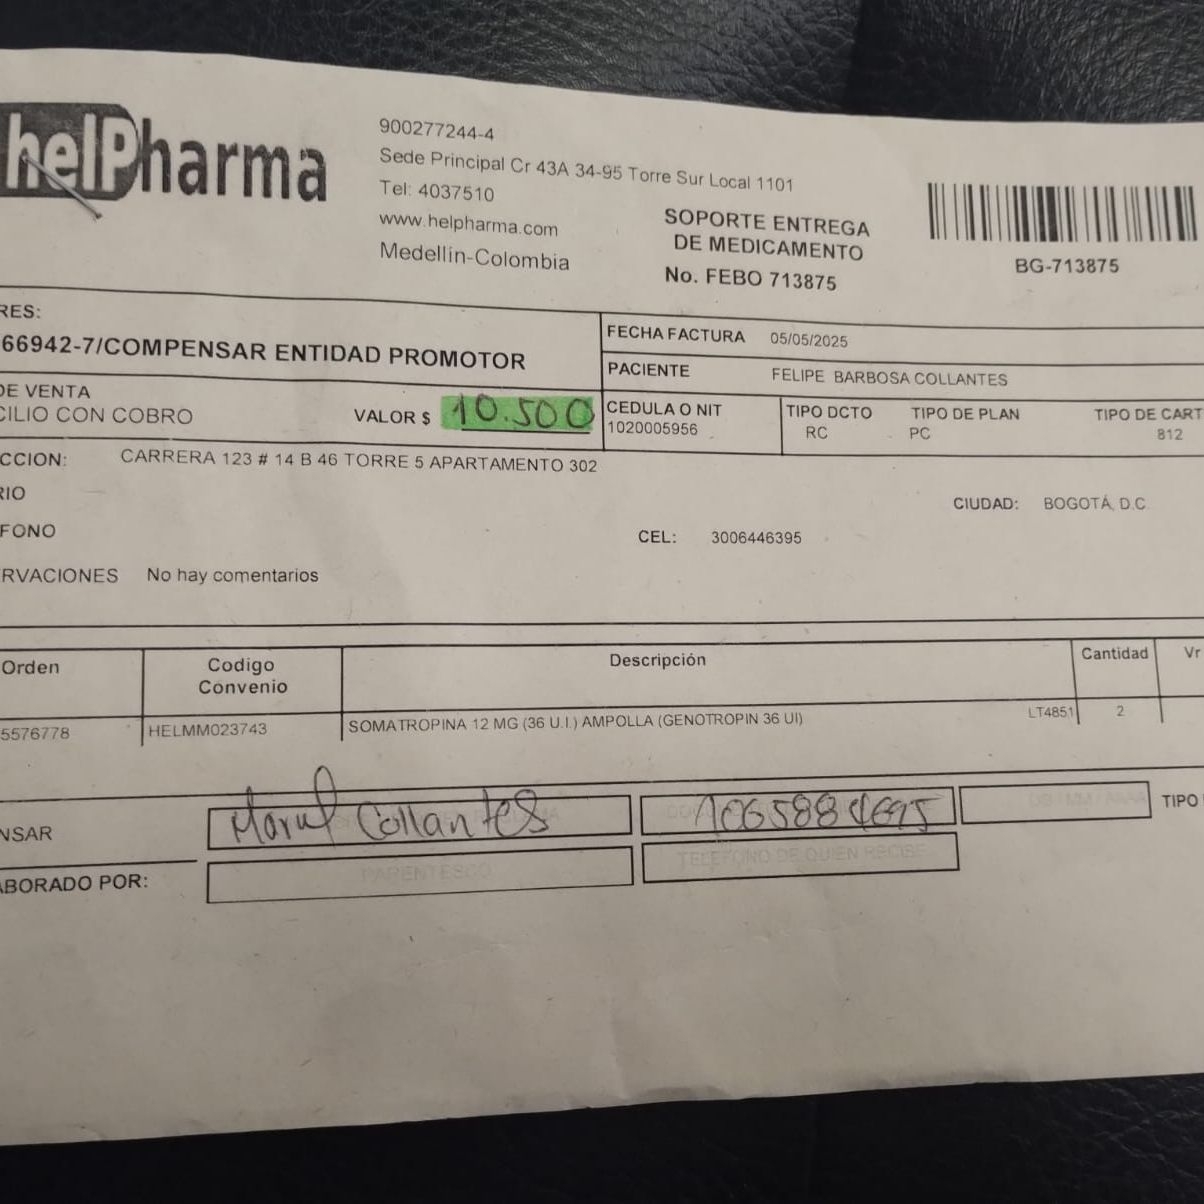 helPharma
900277244-4
Sede Principal Cr 43A 34-95 Torre Sur Local 1101
Tel: 4037510
www.helpharma.com
Medellín-Colombia
SOPORTE ENTREGA
DE MEDICAMENTO
No. FEBO 713875
BG-713875
RES:
66942-7/COMPENSAR ENTIDAD PROMOTOR
FECHA FACTURA 05/05/2025
PACIENTE FELIPE BARBOSA COLLANTES
DE VENTA
CILIO CON COBRO VALOR $ 10.500
CEDULA O NIT TIPO DCTO TIPO DE PLAN TIPO DE CART
1020005956 RC PC 812
CCION: CARRERA 123 # 14 B 46 TORRE 5 APARTAMENTO 302
RIO
CIUDAD: BOGOTÁ, D.C.
FONO
CEL: 3006446395
RVACIONES No hay comentarios
Orden Codigo Convenio Descripción Cantidad Vr
5576778 HELMM023743 SOMATROPINA 12 MG (36 U.I.) AMPOLLA (GENOTROPIN 36 UI) LT4851 2
NSAR Collantes TIPO
ABORADO POR: PARENTESCO TELEFONO DE QUIEN RECIBE